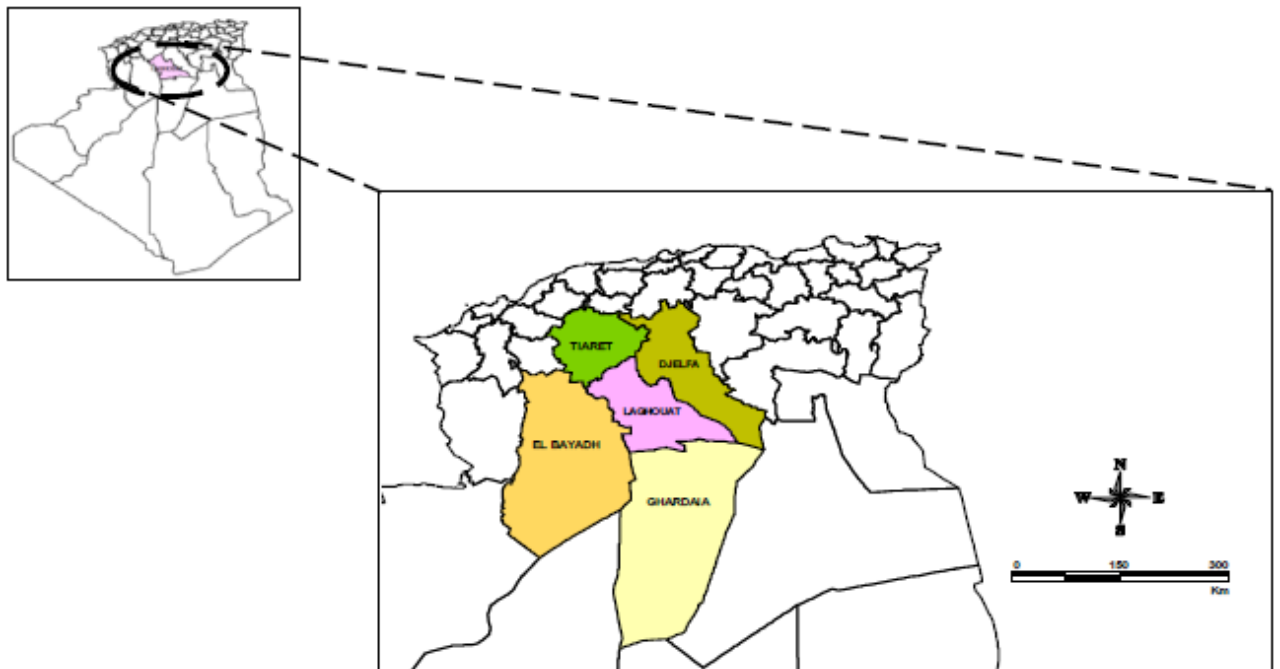 TIARET
DJELFA
LAGHOUAT
EL BAYADH
GHARDAIA
N
W E
S
0 150 300
Km